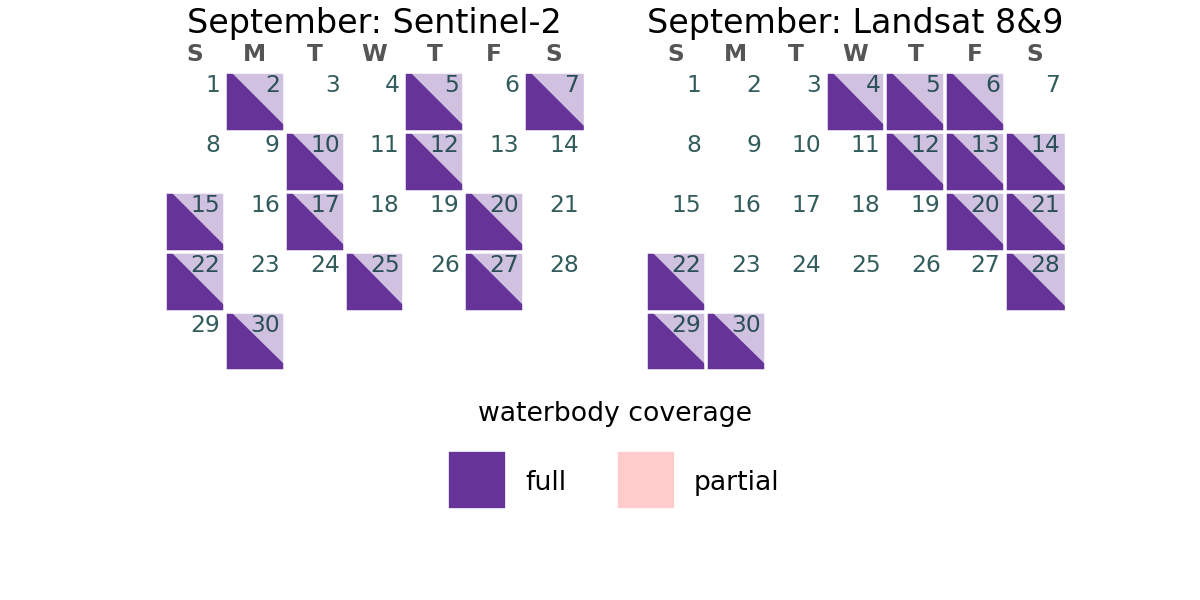 September: Sentinel-2
S M T W T F S
1 2 3 4 5 6 7
8 9 10 11 12 13 14
15 16 17 18 19 20 21
22 23 24 25 26 27 28
29 30
September: Landsat 8&9
S M T W T F S
1 2 3 4 5 6 7
8 9 10 11 12 13 14
15 16 17 18 19 20 21
22 23 24 25 26 27 28
29 30
waterbody coverage
full partial